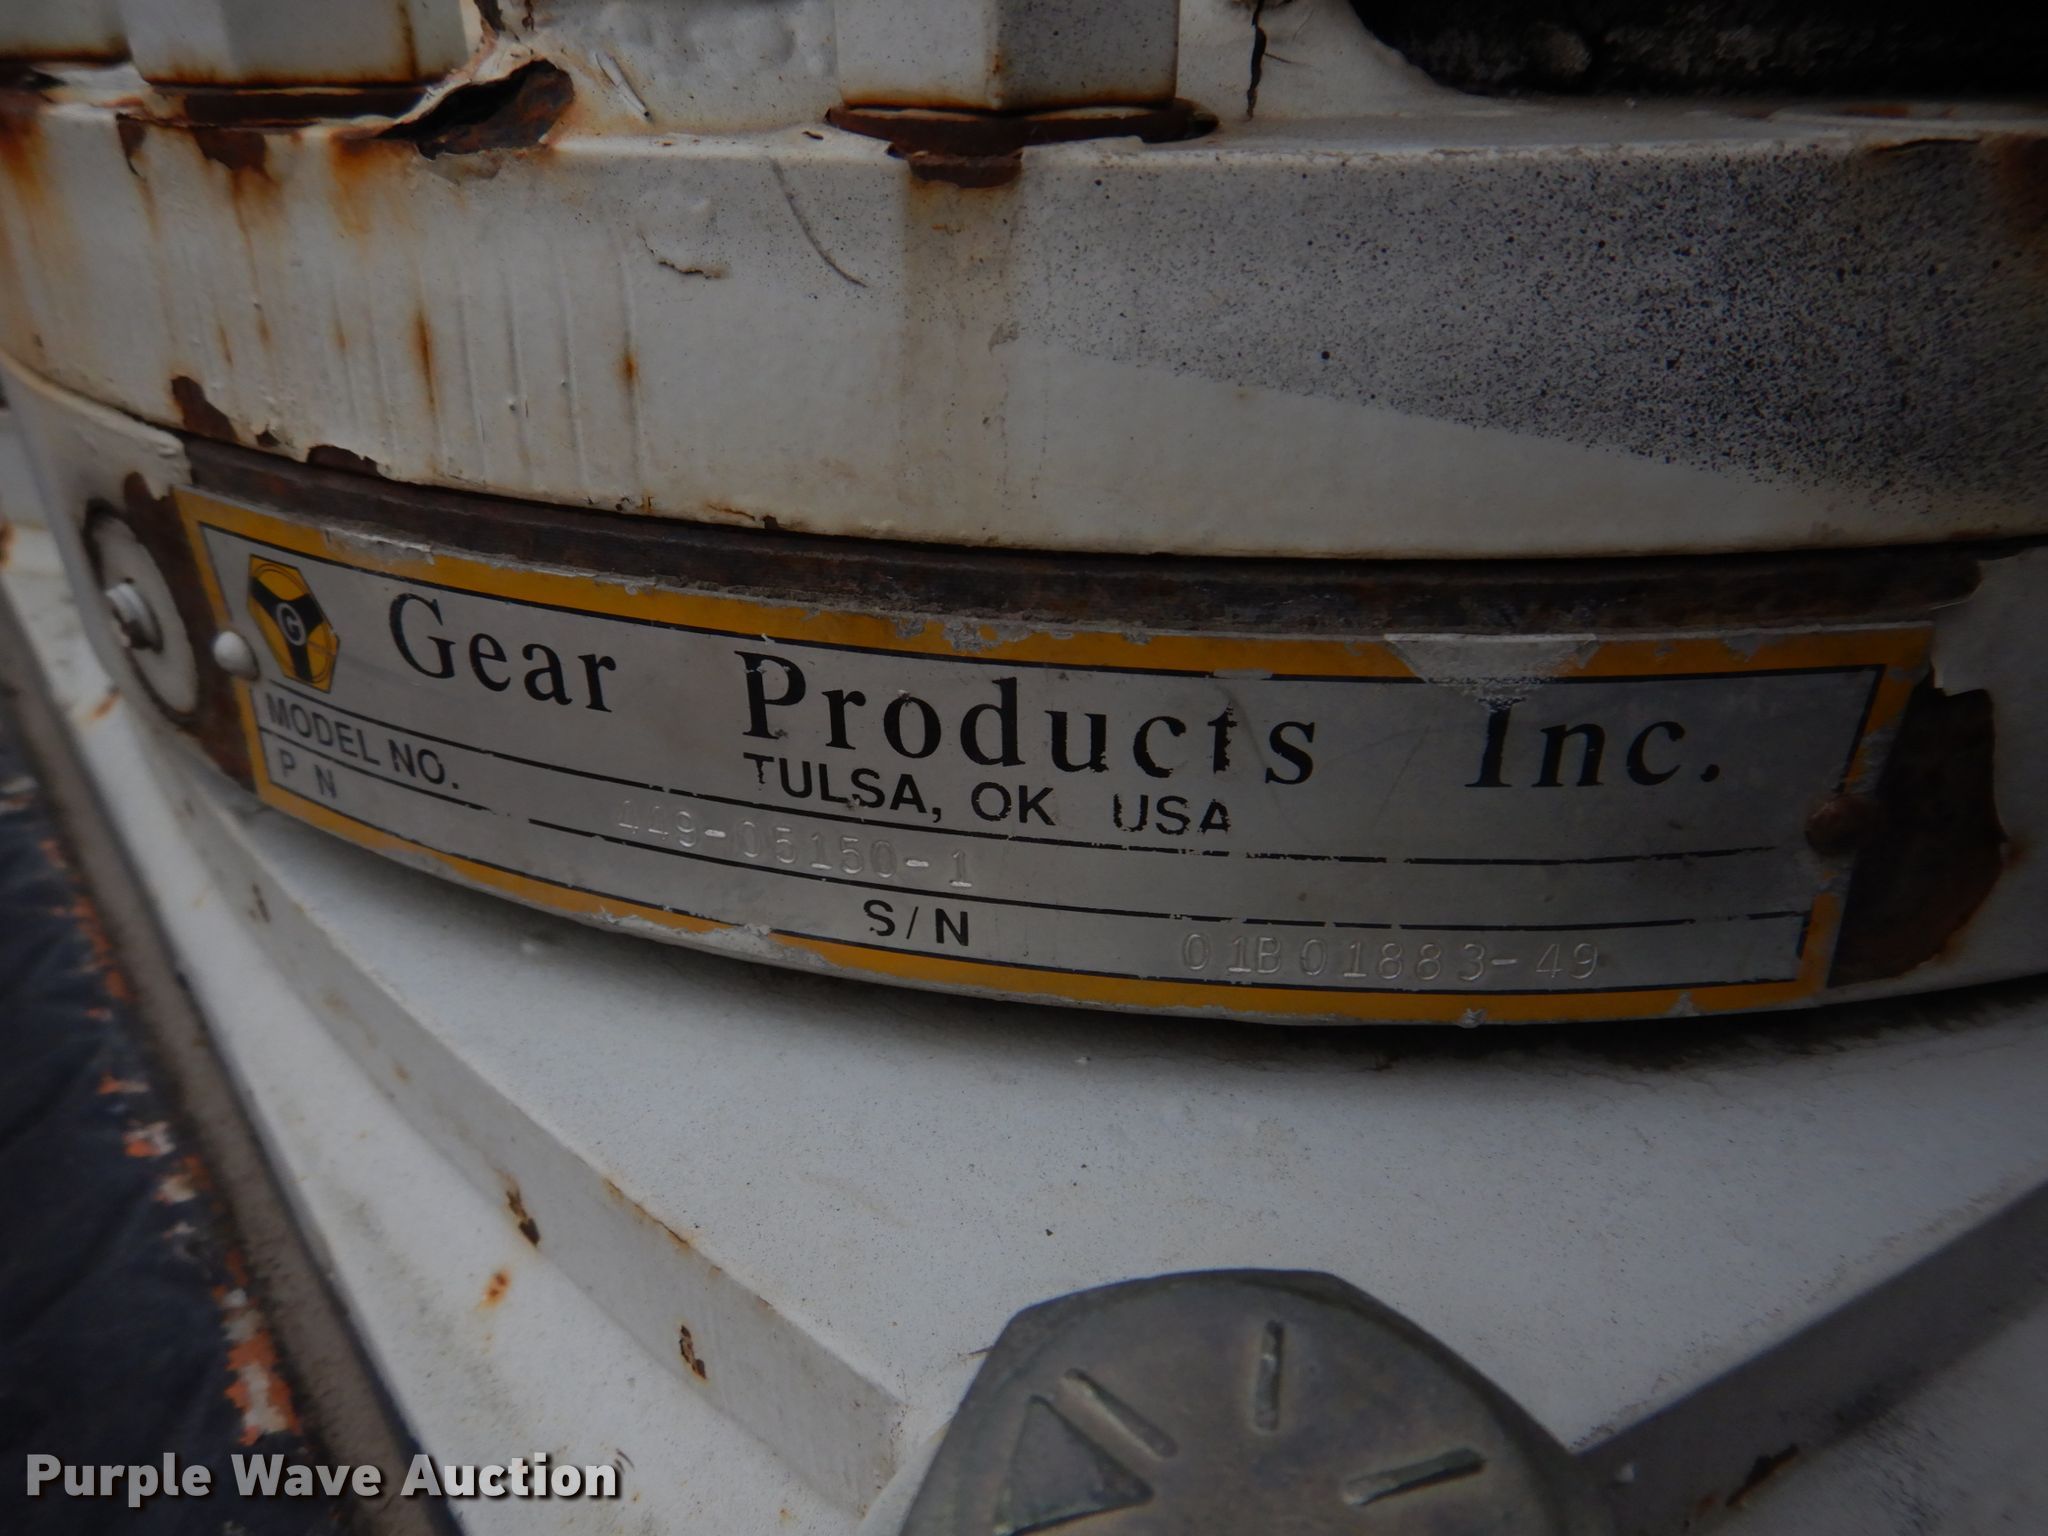 G
Gear Products Inc.
TULSA, OK USA
MODEL NO. 449-05150-1
P N
S/N 01B01883-49
Purple Wave Auction